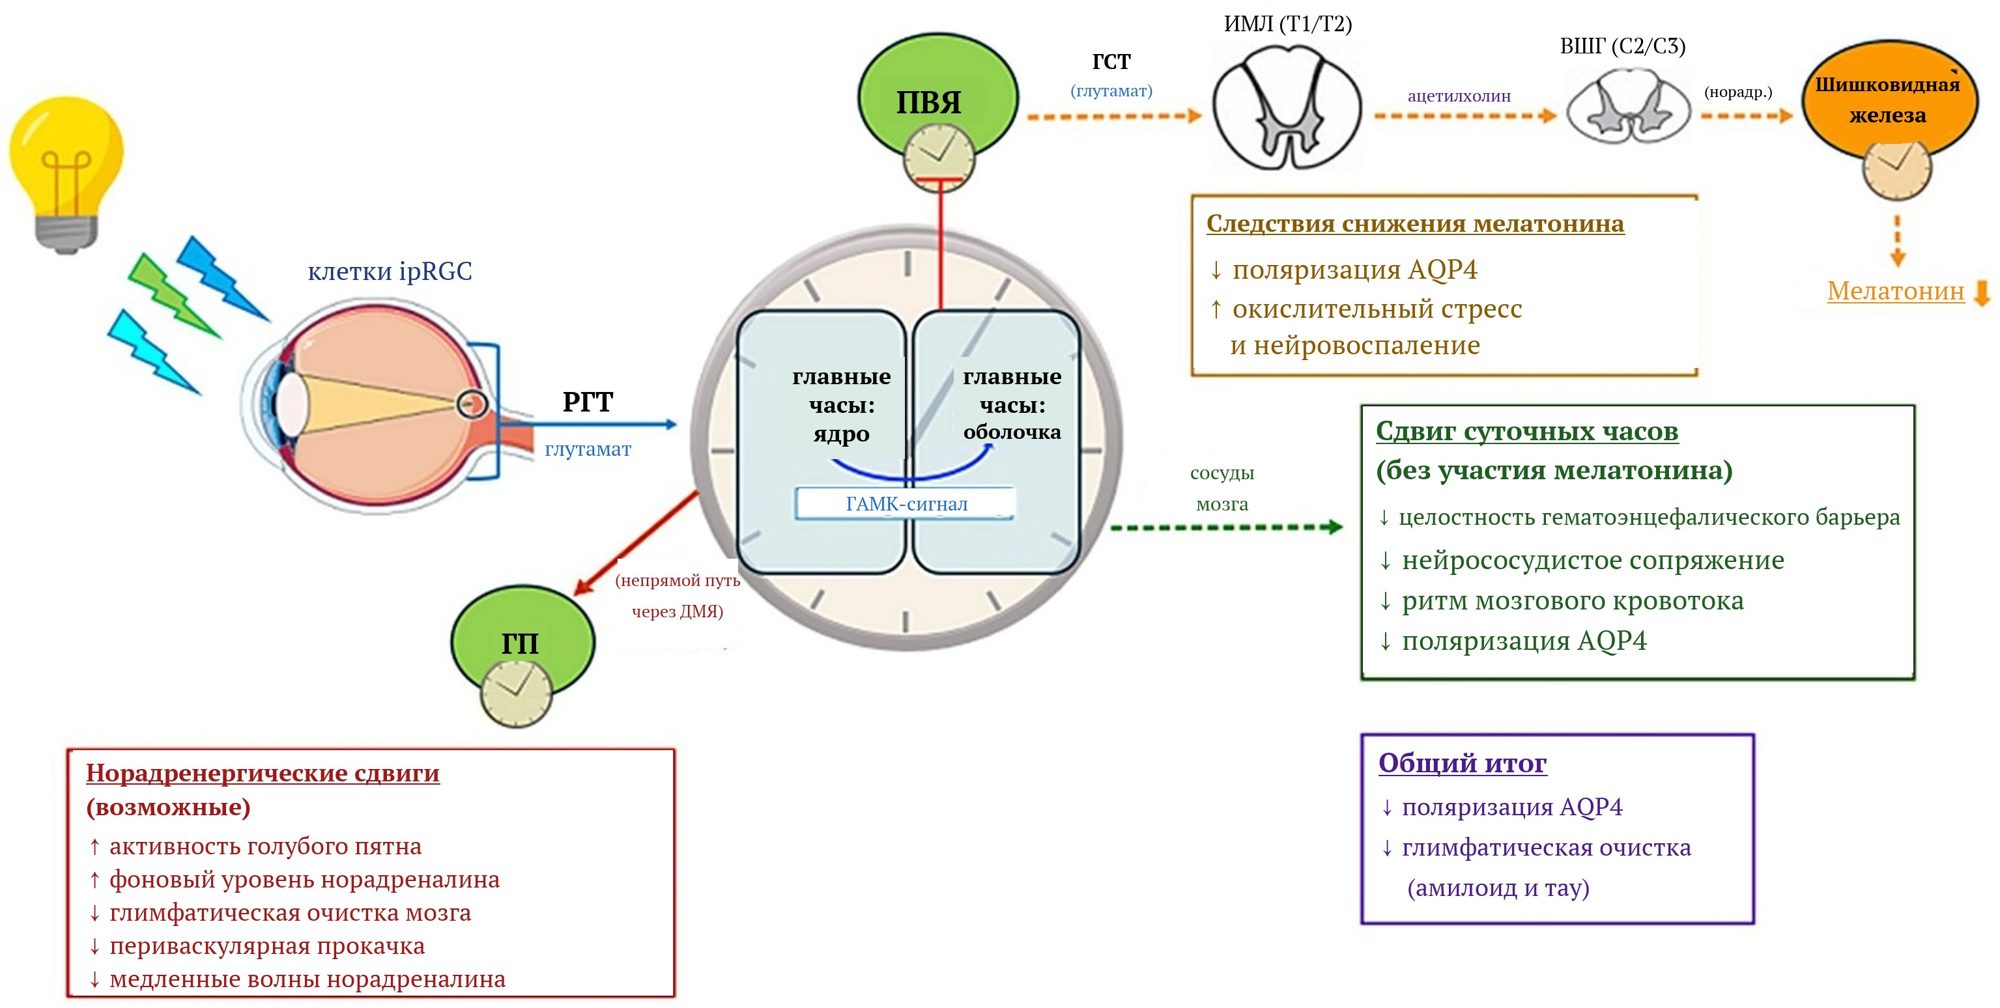 ИМЛ (T1/T2)
ВШГ (C2/C3)
ПВЯ
ГСТ
(глутамат)
ацетилхолин
(норадр.)
Шишковидная
железа
Мелатонин
Следствия снижения мелатонина
↓ поляризация AQP4
↑ окислительный стресс
и нейровоспаление
клетки ipRGC
РГТ
глутамат
главные
часы:
ядро
главные
часы:
оболочка
ГАМК-сигнал
сосуды
мозга
Сдвиг суточных часов
(без участия мелатонина)
↓ целостность гематоэнцефалического барьера
↓ нейрососудистое сопряжение
↓ ритм мозгового кровотока
↓ поляризация AQP4
(непрямой путь
через ДМЯ)
ГП
Норадренергические сдвиги
(возможные)
↑ активность голубого пятна
↑ фоновый уровень норадреналина
↓ глимфатическая очистка мозга
↓ периваскулярная прокачка
↓ медленные волны норадреналина
Общий итог
↓ поляризация AQP4
↓ глимфатическая очистка
(амилоид и тау)